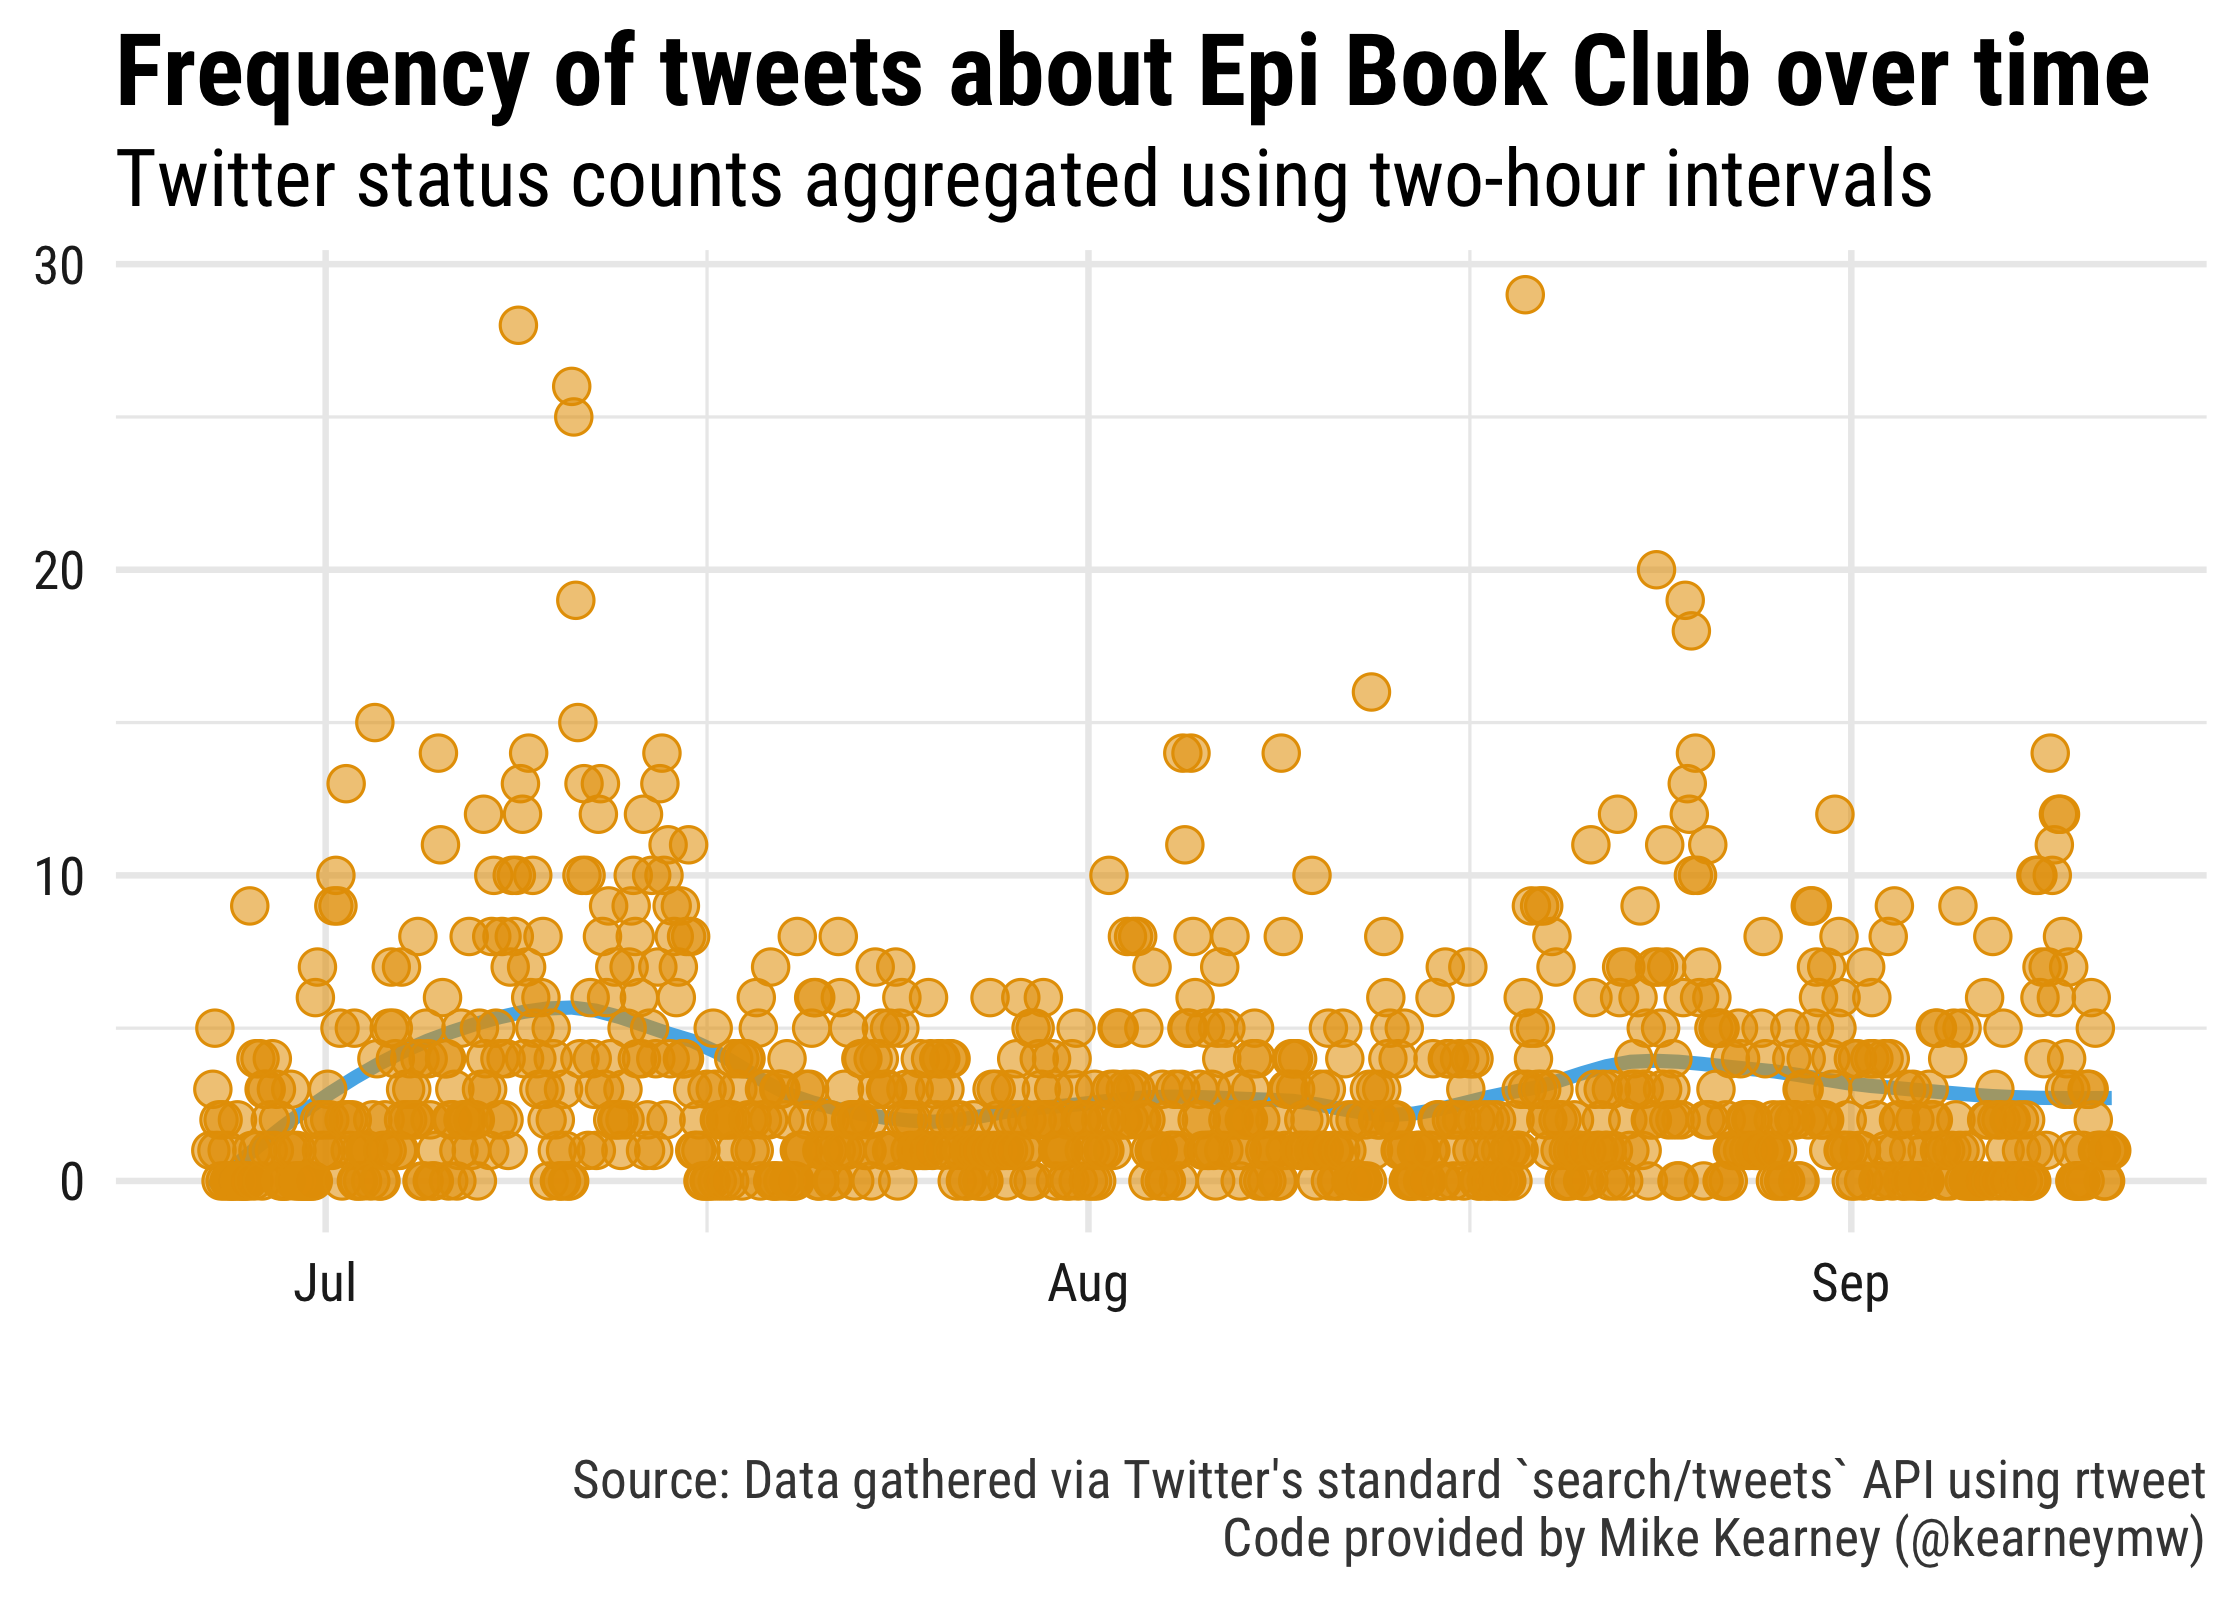 Frequency of tweets about Epi Book Club over time
Twitter status counts aggregated using two-hour intervals
30
20
10
0
Jul Aug Sep
Source: Data gathered via Twitter's standard `search/tweets` API using rtweet
Code provided by Mike Kearney (@kearneymw)